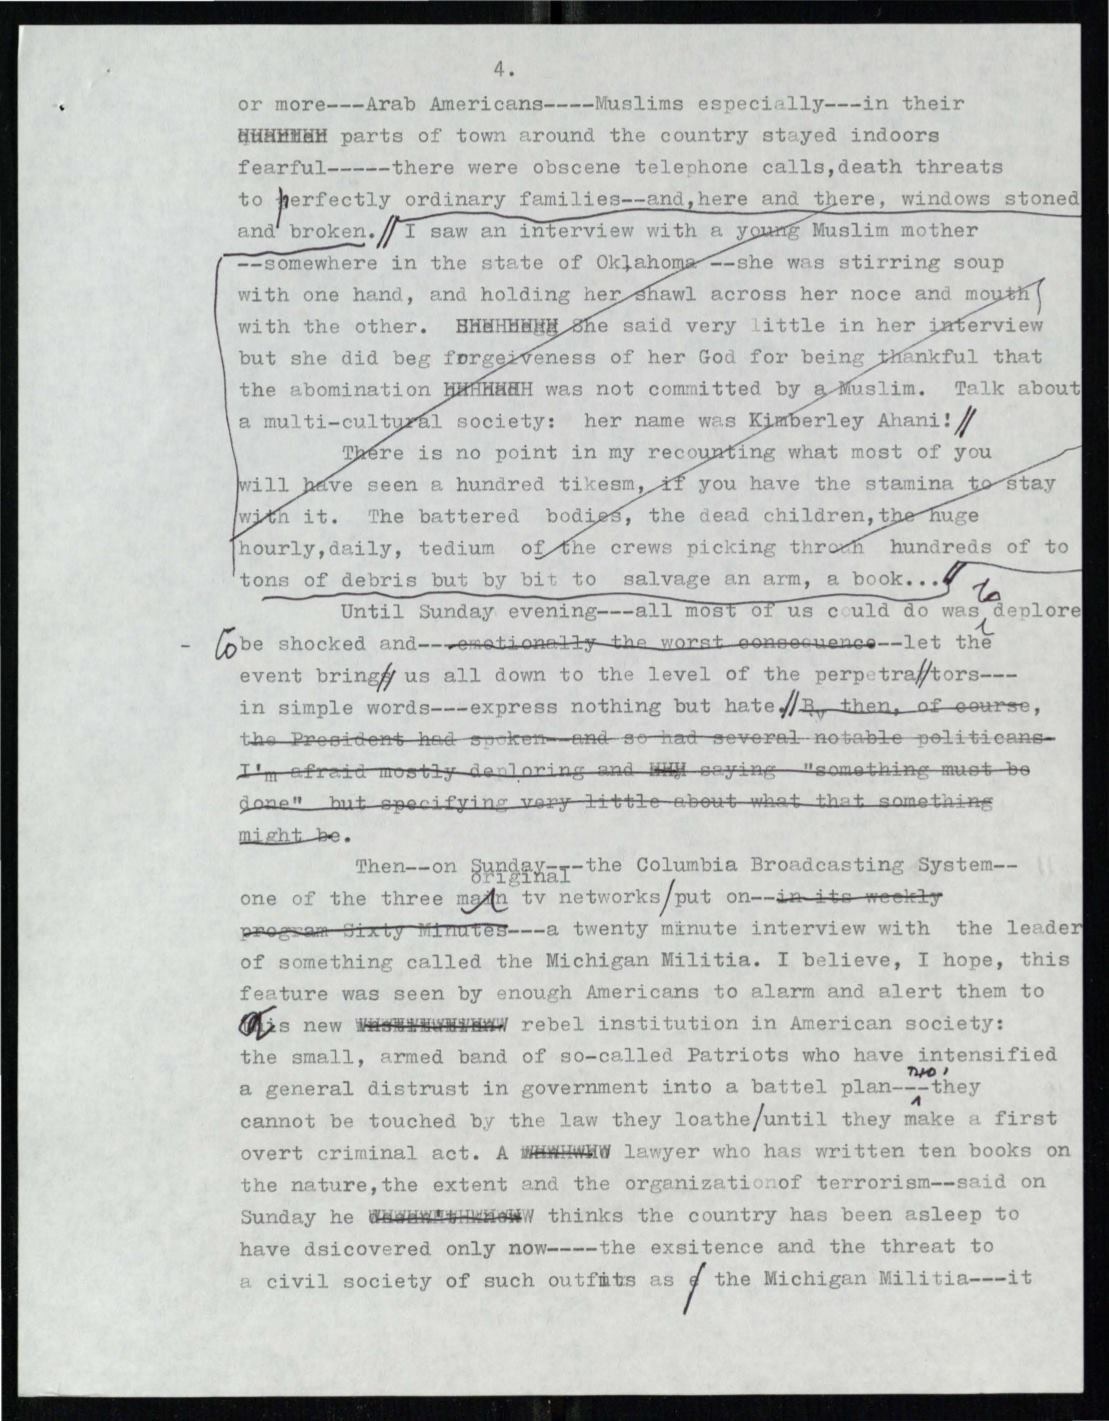 4.
or more---Arab Americans----Muslims especially---in their
quarter parts of town around the country stayed indoors
fearful-----there were obscene telephone calls,death threats
to perfectly ordinary families--and,here and there, windows stoned
and broken.// I saw an interview with a young Muslim mother
--somewhere in the state of Oklahoma --she was stirring soup
with one hand, and holding her shawl across her noce and mouth
with the other. She said very little in her interview
but she did beg forgeiveness of her God for being thankful that
the abomination was not committed by a Muslim. Talk about
a multi-cultural society: her name was Kimberley Ahani!//
There is no point in my recounting what most of you
will have seen a hundred tikesm, if you have the stamina to stay
with it. The battered bodies, the dead children,the huge
hourly,daily, tedium of the crews picking throuh hundreds of to
tons of debris but by bit to salvage an arm, a book...//
to
Until Sunday evening---all most of us could do was deplore
- to be shocked and---emotionally the worst consequence--let the
event brings// us all down to the level of the perpetra//tors---
in simple words---express nothing but hate.//By then, of course,
the President had spoken--and so had several notable politicans-
I'm afraid mostly deploring and saying "something must be
done" but specifying very little about what that something
might be.
Then--on Sunday---the Columbia Broadcasting System--
original
one of the three main tv networks/put on--in its weekly
program Sixty Minutes---a twenty minute interview with the leader
of something called the Michigan Militia. I believe, I hope, this
feature was seen by enough Americans to alarm and alert them to
this new rebel institution in American society:
the small, armed band of so-called Patriots who have intensified
a general distrust in government into a battel plan---they
cannot be touched by the law they loathe/until they make a first
overt criminal act. A lawyer who has written ten books on
the nature,the extent and the organizationof terrorism--said on
Sunday he thinks the country has been asleep to
have dsicovered only now----the exsitence and the threat to
a civil society of such outfits as the Michigan Militia---it